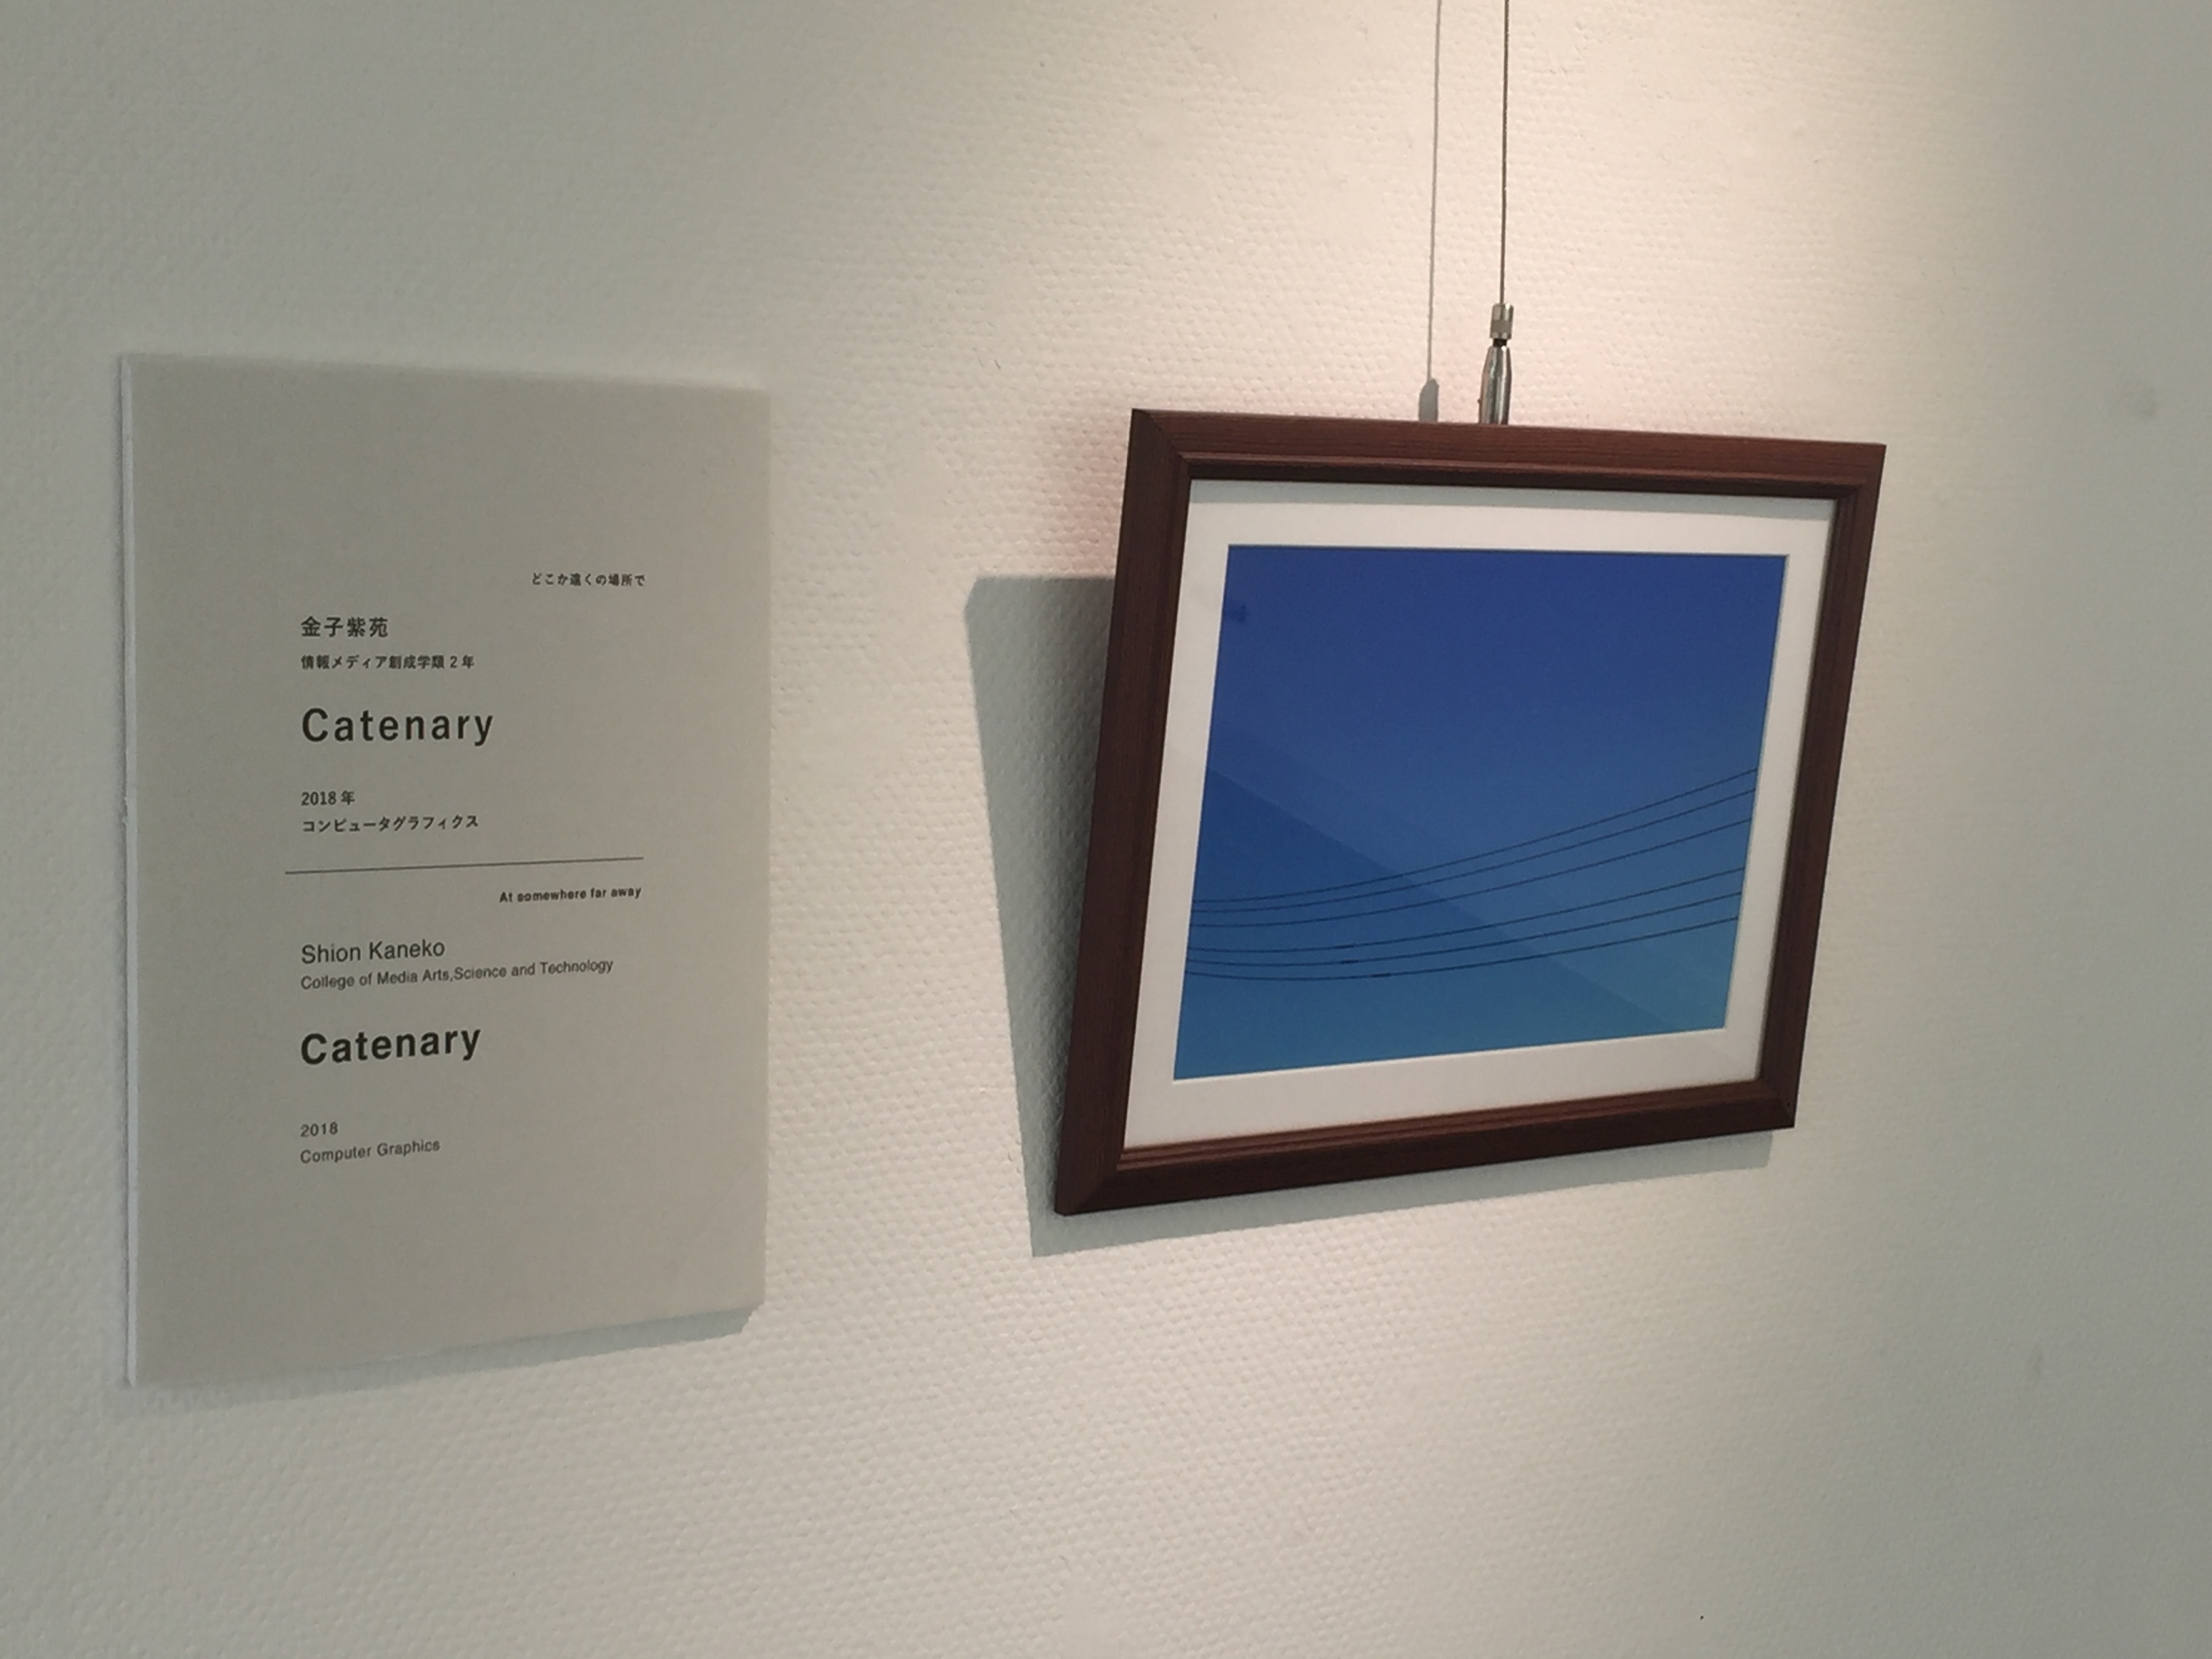 どこか遠くの場所で
金子紫苑
情報メディア創成学類 2 年
Catenary
2018 年
コンピュータグラフィクス
At somewhere far away
Shion Kaneko
College of Media Arts,Science and Technology
Catenary
2018
Computer Graphics